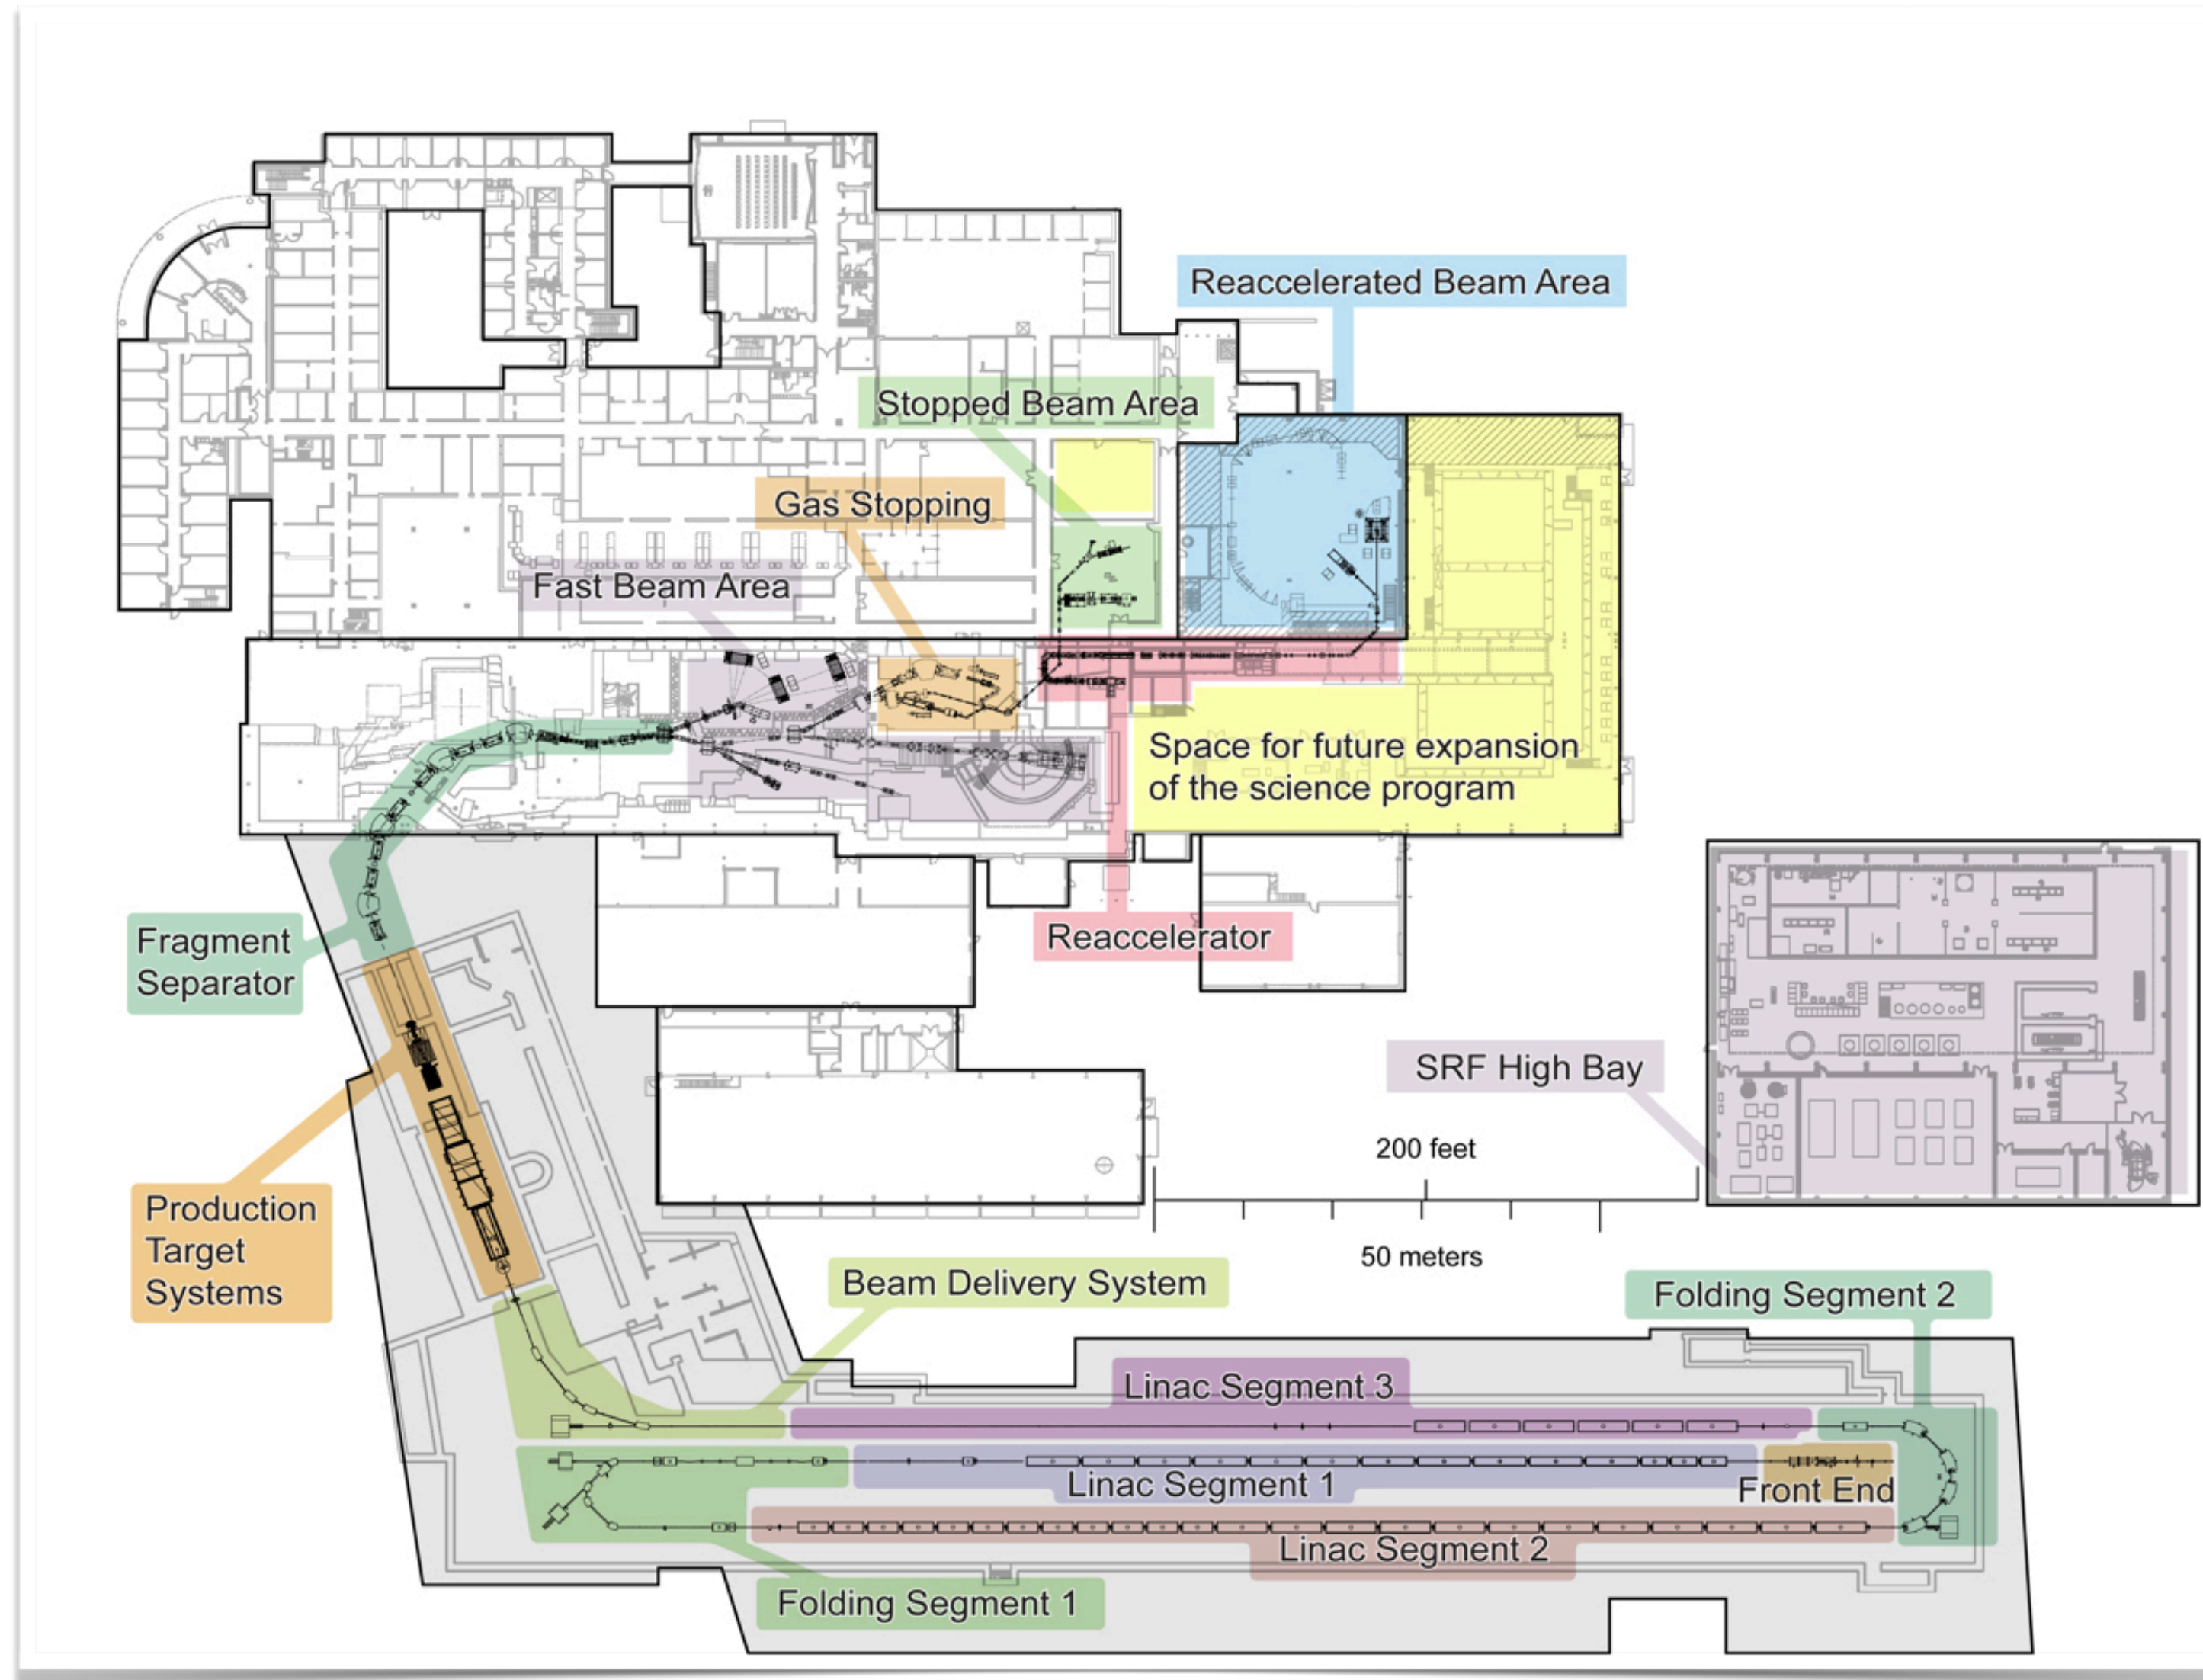 Reaccelerated Beam Area
Stopped Beam Area
Gas Stopping
Fast Beam Area
Space for future expansion
of the science program
Fragment
Separator
Reaccelerator
SRF High Bay
200 feet
50 meters
Production
Target
Systems
Beam Delivery System
Folding Segment 2
Linac Segment 3
Linac Segment 1
Front End
Linac Segment 2
Folding Segment 1